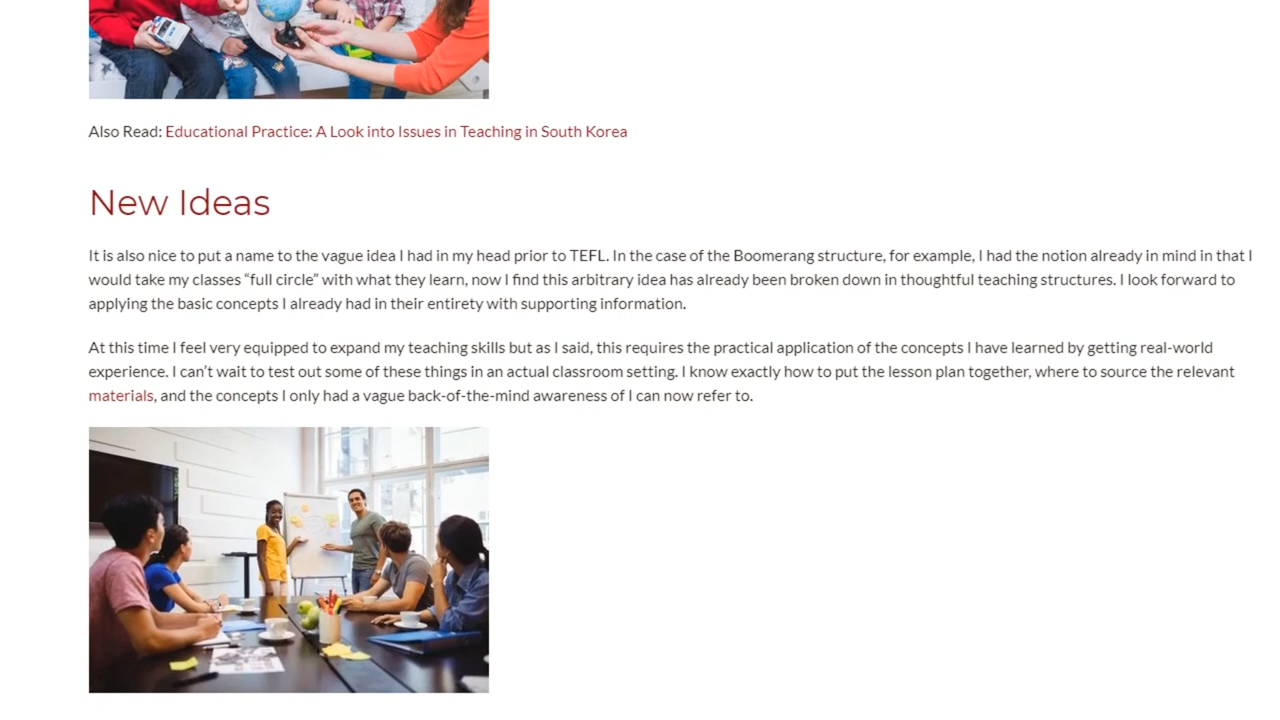 Also Read: Educational Practice: A Look into Issues in Teaching in South Korea
New Ideas
It is also nice to put a name to the vague idea I had in my head prior to TEFL. In the case of the Boomerang structure, for example, I had the notion already in mind in that I
would take my classes “full circle” with what they learn, now I find this arbitrary idea has already been broken down in thoughtful teaching structures. I look forward to
applying the basic concepts I already had in their entirety with supporting information.
At this time I feel very equipped to expand my teaching skills but as I said, this requires the practical application of the concepts I have learned by getting real-world
experience. I can’t wait to test out some of these things in an actual classroom setting. I know exactly how to put the lesson plan together, where to source the relevant
materials, and the concepts I only had a vague back-of-the-mind awareness of I can now refer to.